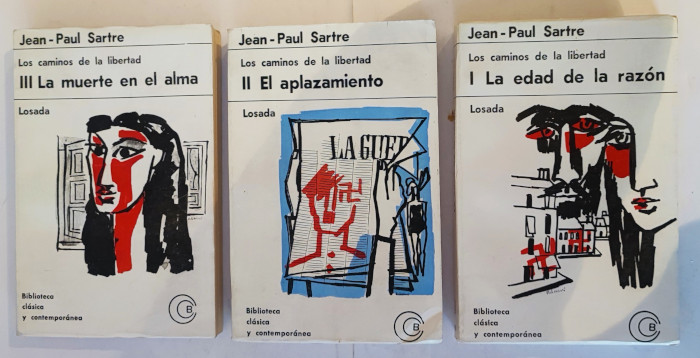 Jean-Paul Sartre
Los caminos de la libertad
III La muerte en el alma
Losada
Biblioteca
clásica
y contemporánea
B
Jean-Paul Sartre
Los caminos de la libertad
II El aplazamiento
Losada
LA GUER
Biblioteca
clásica
y contemporánea
B
Jean-Paul Sartre
Los caminos de la libertad
I La edad de la razón
Losada
Biblioteca
clásica
y contemporánea
B